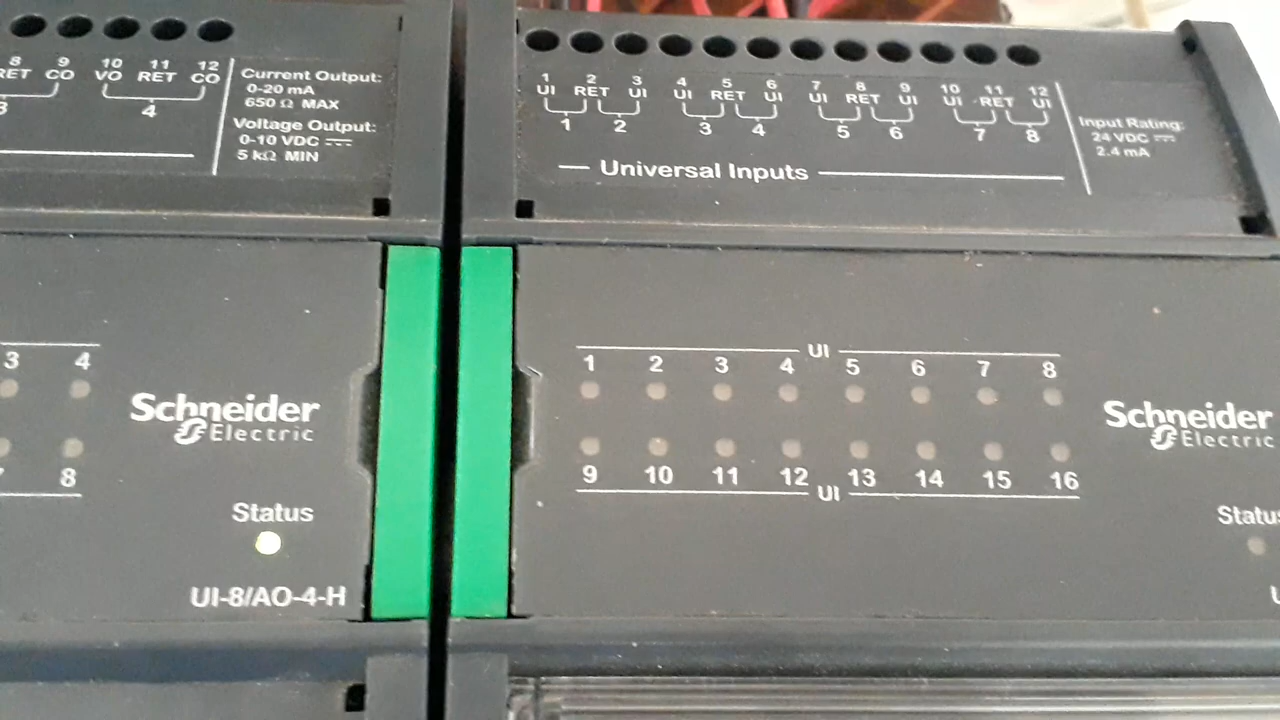 8 9 10 11 12
RET CO VO RET CO
3 4
Current Output:
0-20 mA
650 Ω MAX
Voltage Output:
0-10 VDC ⎓
5 kΩ MIN
1 2 3 4 5 6 7 8 9 10 11 12
UI RET UI UI RET UI UI RET UI UI RET UI
1 2 3 4 5 6 7 8
Universal Inputs
Input Rating:
24 VDC ⎓
2.4 mA
3 4
8
Schneider
Electric
Status
UI-8/AO-4-H
UI
1 2 3 4 5 6 7 8
9 10 11 12 13 14 15 16
UI
Schneider
Electric
Status